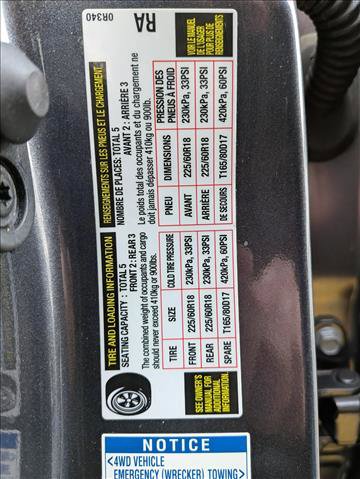 TIRE AND LOADING INFORMATION
SEATING CAPACITY : TOTAL 5
FRONT 2 : REAR 3
The combined weight of occupants and cargo
should never exceed 410kg or 900lb.
TIRE SIZE COLD TIRE PRESSURE
FRONT 225/60R18 230kPa, 33PSI
REAR 225/60R18 230kPa, 33PSI
SPARE T165/80D17 420kPa, 60PSI
SEE OWNER'S
MANUAL FOR
ADDITIONAL
INFORMATION.
RENSEIGNEMENTS SUR LES PNEUS ET LE CHARGEMENT
NOMBRE DE PLACES: TOTAL 5
AVANT 2 : ARRIÈRE 3
Le poids total des occupants et du chargement ne
doit jamais dépasser 410kg ou 900lb.
PNEU DIMENSIONS PRESSION DES
PNEUS À FROID
AVANT 225/60R18 230kPa, 33PSI
ARRIÈRE 225/60R18 230kPa, 33PSI
DE SECOURS T165/80D17 420kPa, 60PSI
VOIR LE MANUEL
DE L'USAGER
POUR PLUS DE
RENSEIGNEMENTS.
0R340
RA
NOTICE
<4WD VEHICLE
EMERGENCY (WRECKER) TOWING>